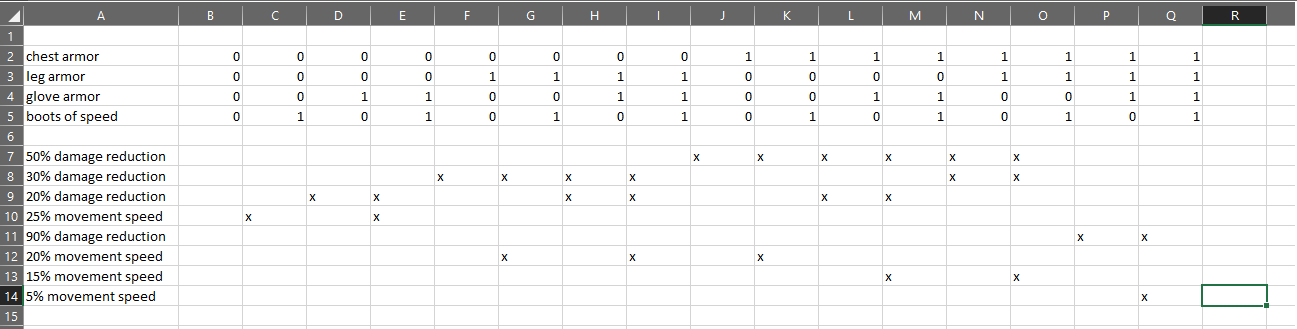 A B C D E F G H I J K L M N O P Q R
1
2 chest armor 0 0 0 0 0 0 0 0 1 1 1 1 1 1 1 1
3 leg armor 0 0 0 0 1 1 1 1 0 0 0 0 1 1 1 1
4 glove armor 0 0 1 1 0 0 1 1 0 0 1 1 0 0 1 1
5 boots of speed 0 1 0 1 0 1 0 1 0 1 0 1 0 1 0 1
6
7 50% damage reduction x x x x x x
8 30% damage reduction x x x x x x
9 20% damage reduction x x x x x x
10 25% movement speed x x
11 90% damage reduction x x
12 20% movement speed x x x
13 15% movement speed x x
14 5% movement speed x
15